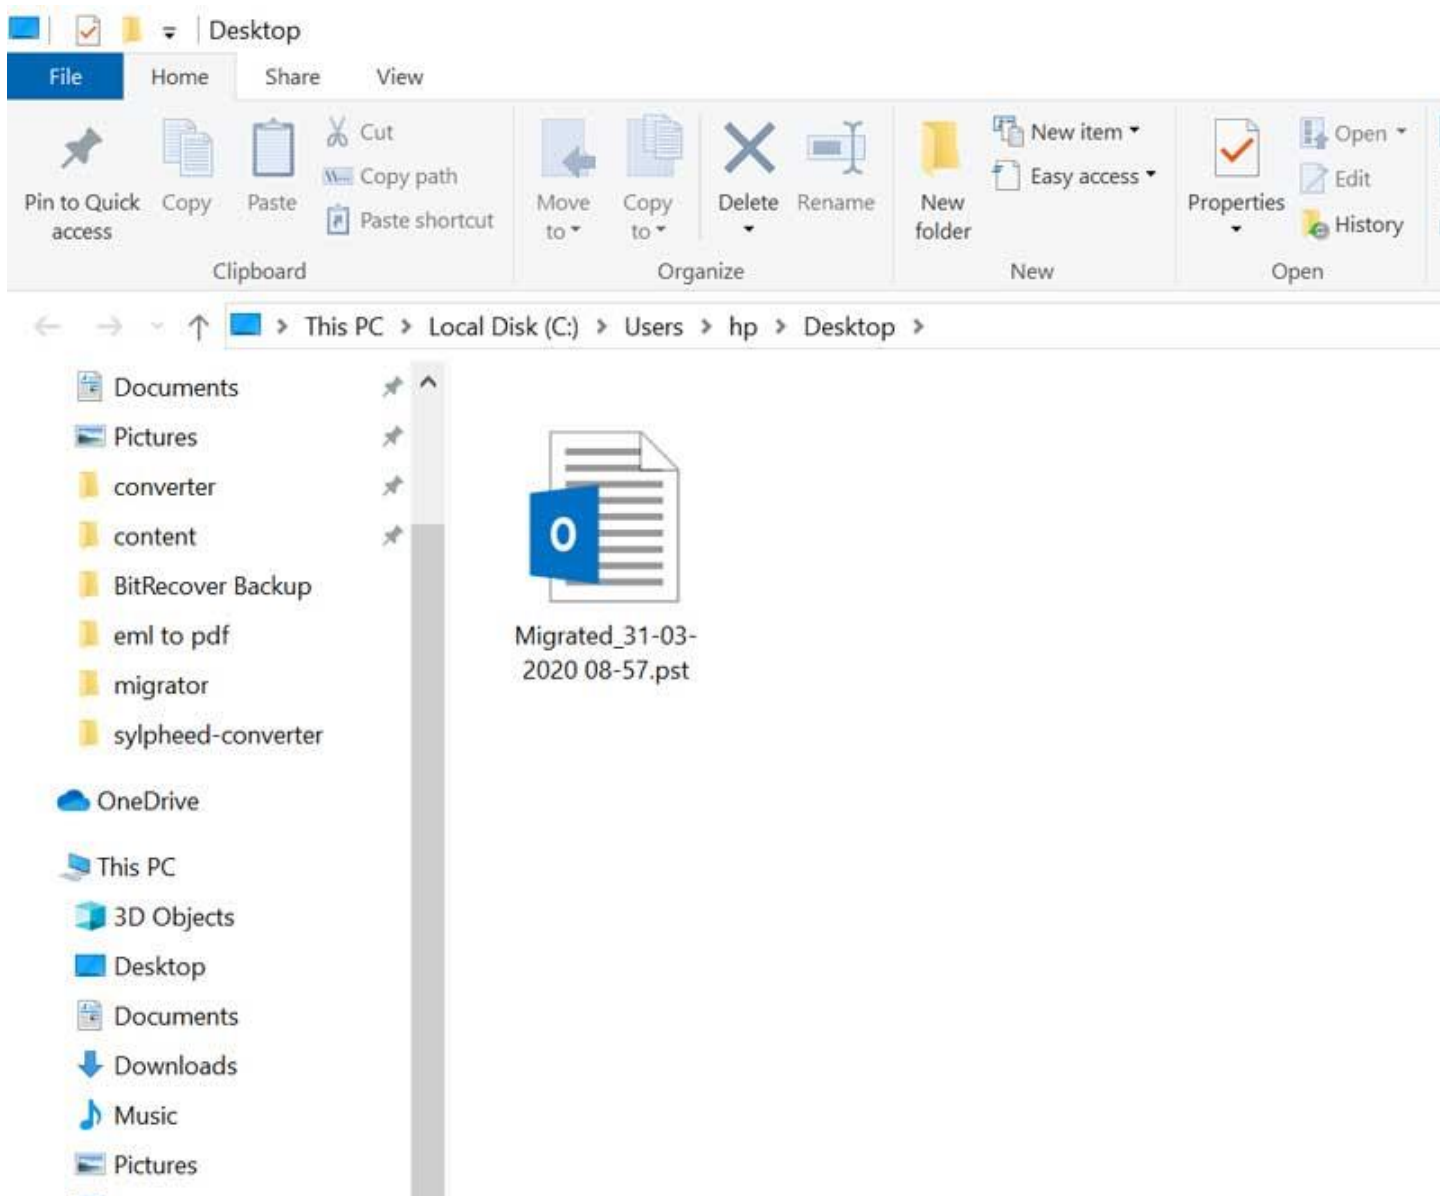 Desktop
File Home Share View
Pin to Quick
access
Copy
Paste
Cut
Copy path
Paste shortcut
Clipboard
Move
to
Copy
to
Delete
Rename
Organize
New
folder
New item
Easy access
New
Properties
Open
Edit
History
Open
This PC > Local Disk (C:) > Users > hp > Desktop >
Documents
Pictures
converter
content
BitRecover Backup
eml to pdf
migrator
sylpheed-converter
OneDrive
This PC
3D Objects
Desktop
Documents
Downloads
Music
Pictures
O
Migrated_31-03-
2020 08-57.pst